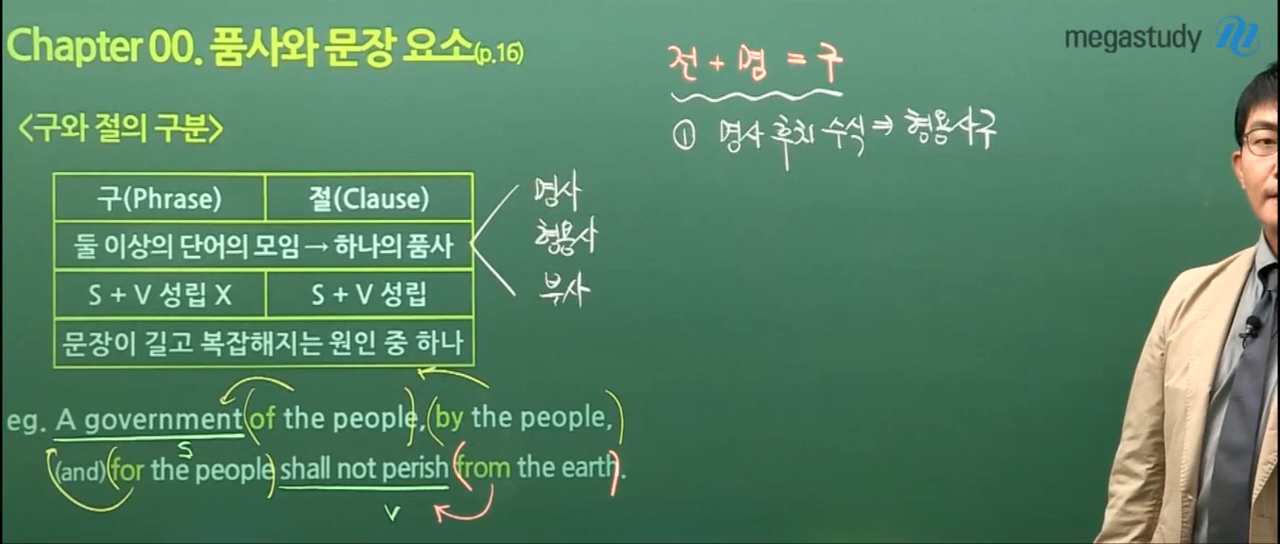 Chapter 00. 품사와 문장 요소(p.16)
megastudy
전 + 명 = 구
① 명사 후치 수식 ⇒ 형용사구
<구와 절의 구분>
구(Phrase) 절(Clause)
둘 이상의 단어의 모임 → 하나의 품사
S + V 성립 X S + V 성립
문장이 길고 복잡해지는 원인 중 하나
명사
형용사
부사
eg. A government (of the people), (by the people,)
S
(and) (for the people) shall not perish (from the earth).
V